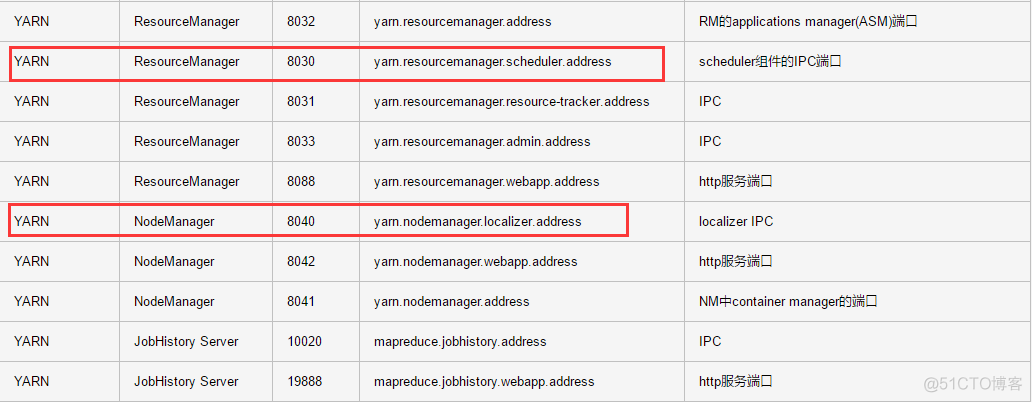 YARN ResourceManager 8032 yarn.resourcemanager.address RM的applications manager(ASM)端口
YARN ResourceManager 8030 yarn.resourcemanager.scheduler.address scheduler组件的IPC端口
YARN ResourceManager 8031 yarn.resourcemanager.resource-tracker.address IPC
YARN ResourceManager 8033 yarn.resourcemanager.admin.address IPC
YARN ResourceManager 8088 yarn.resourcemanager.webapp.address http服务端口
YARN NodeManager 8040 yarn.nodemanager.localizer.address localizer IPC
YARN NodeManager 8042 yarn.nodemanager.webapp.address http服务端口
YARN NodeManager 8041 yarn.nodemanager.address NM中container manager的端口
YARN JobHistory Server 10020 mapreduce.jobhistory.address IPC
YARN JobHistory Server 19888 mapreduce.jobhistory.webapp.address http服务端口
@51CTO博客